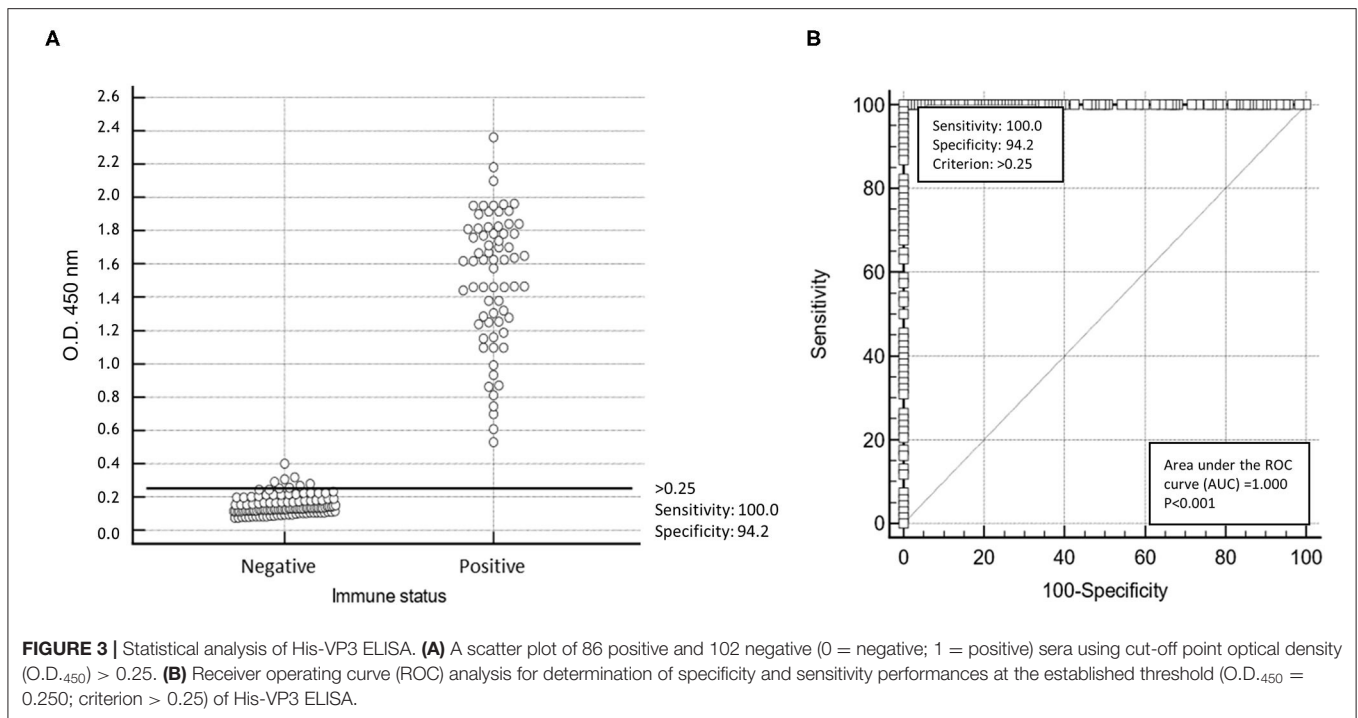 A
2.6
2.4
2.2
2.0
1.8
1.6
1.4
1.2
1.0
0.8
0.6
0.4
0.2
0.0
O.D. 450 nm
>0.25
Sensitivity: 100.0
Specificity: 94.2
Negative
Positive
Immune status
B
100
80
60
40
20
0
Sensitivity
Sensitivity: 100.0
Specificity: 94.2
Criterion: >0.25
Area under the ROC
curve (AUC) =1.000
P<0.001
0
20
40
60
80
100
100-Specificity
FIGURE 3 | Statistical analysis of His-VP3 ELISA. (A) A scatter plot of 86 positive and 102 negative (0 = negative; 1 = positive) sera using cut-off point optical density
(O.D.₄₅₀) > 0.25. (B) Receiver operating curve (ROC) analysis for determination of specificity and sensitivity performances at the established threshold (O.D.₄₅₀ =
0.250; criterion > 0.25) of His-VP3 ELISA.